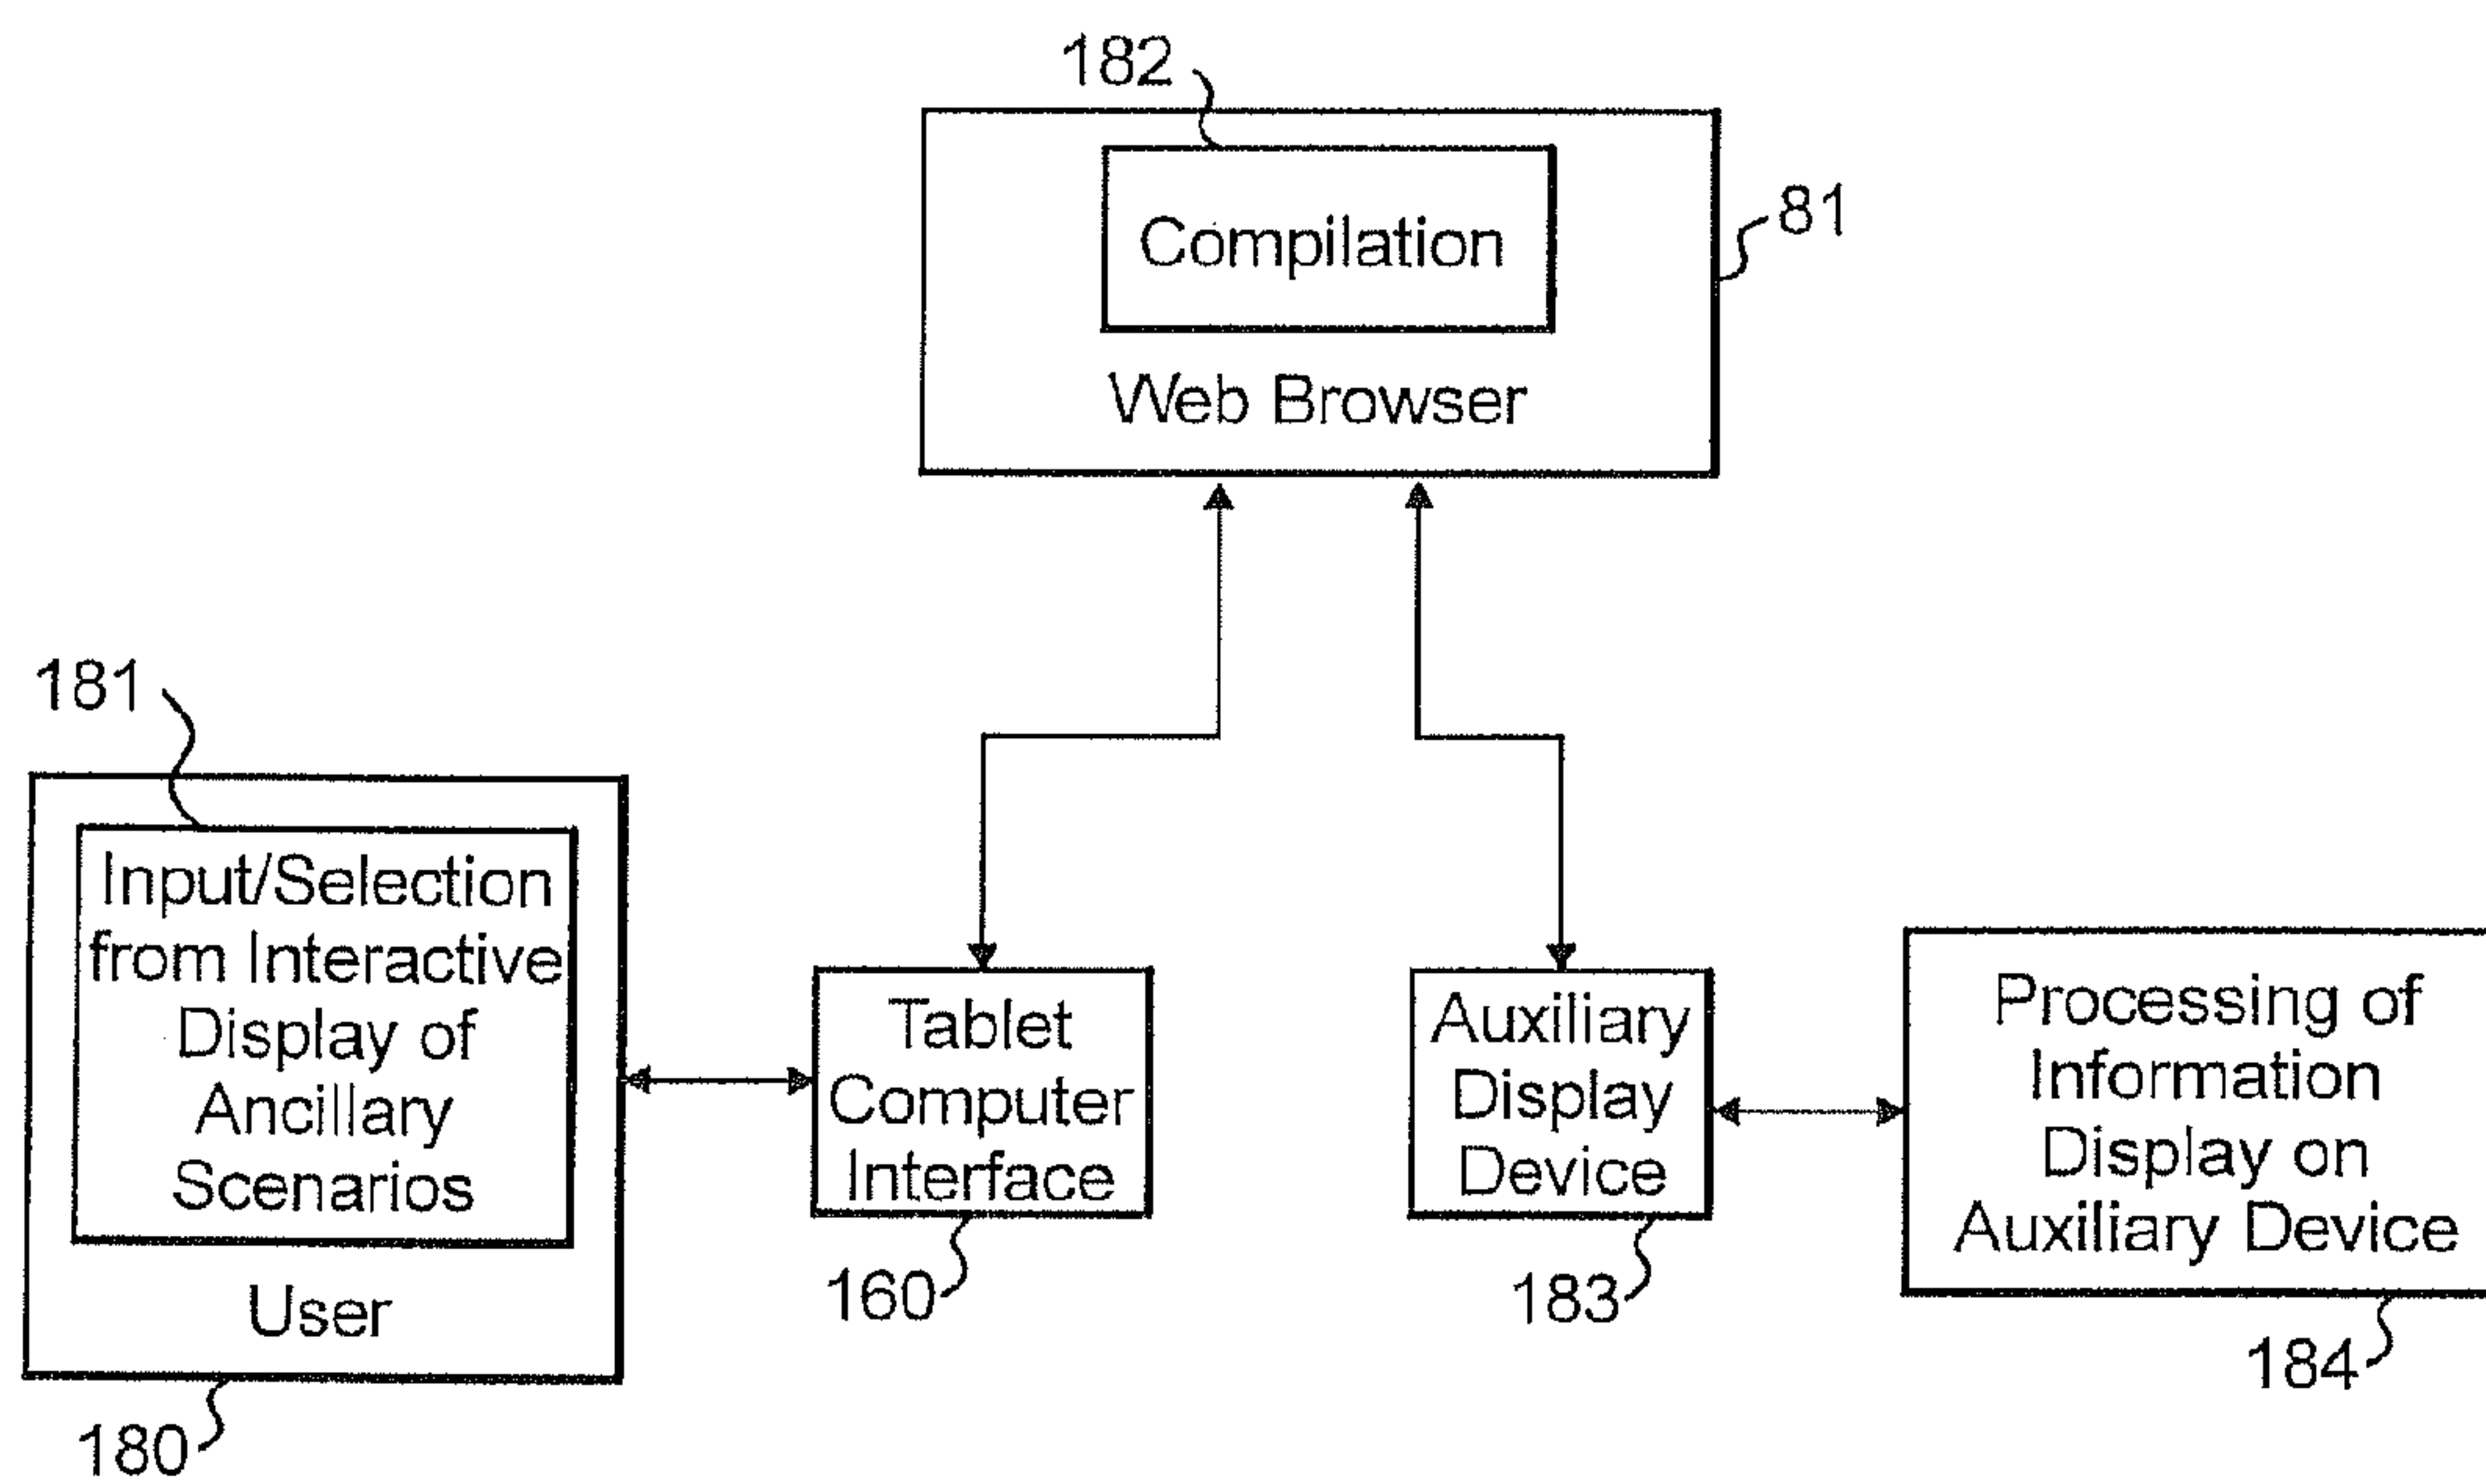 182
Compilation
Web Browser
81
181
Input/Selection
from Interactive
Display of
Ancillary
Scenarios
User
180
Tablet
Computer
Interface
160
Auxiliary
Display
Device
183
Processing of
Information
Display on
Auxiliary Device
184